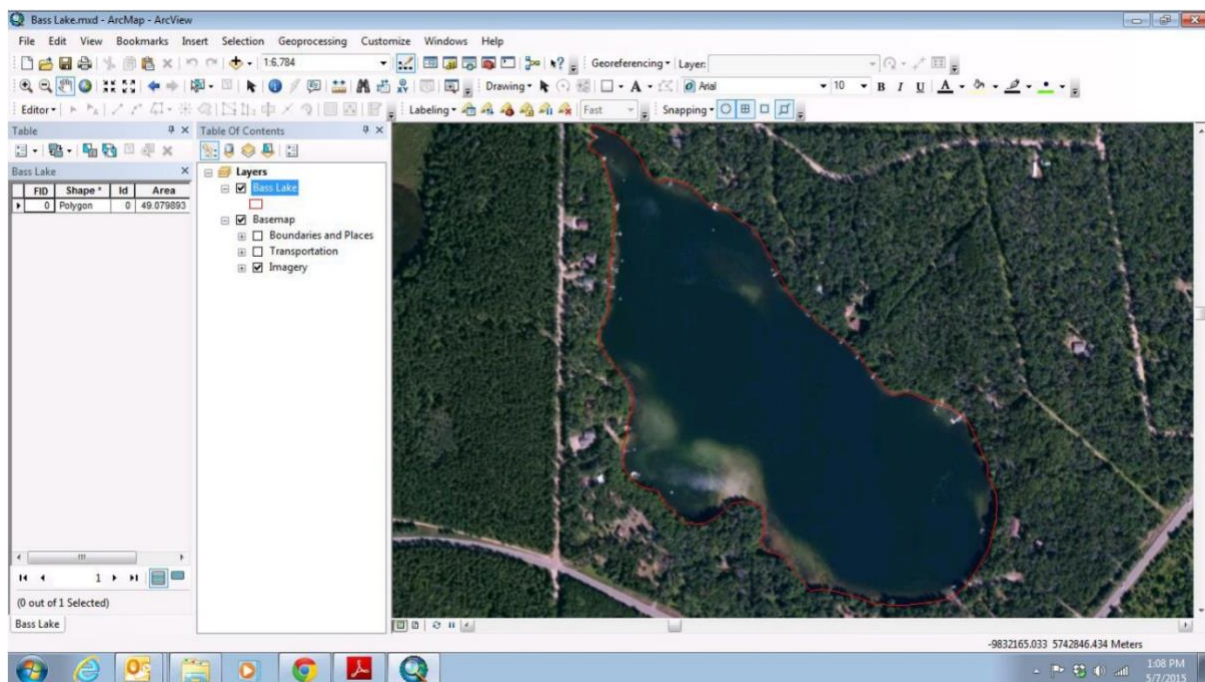 Bass Lake.mxd - ArcMap - ArcView
File Edit View Bookmarks Insert Selection Geoprocessing Customize Windows Help
1:6,784 Georeferencing Layer:
Drawing A Arial 10 B I U A
Editor Labeling Fast Snapping
Table
Bass Lake
FID Shape * Id Area
0 Polygon 0 49.079893
1
(0 out of 1 Selected)
Bass Lake
Table Of Contents
Layers
Bass Lake
Basemap
Boundaries and Places
Transportation
Imagery
-9832165.033 5742846.434 Meters
1:08 PM
5/7/2015